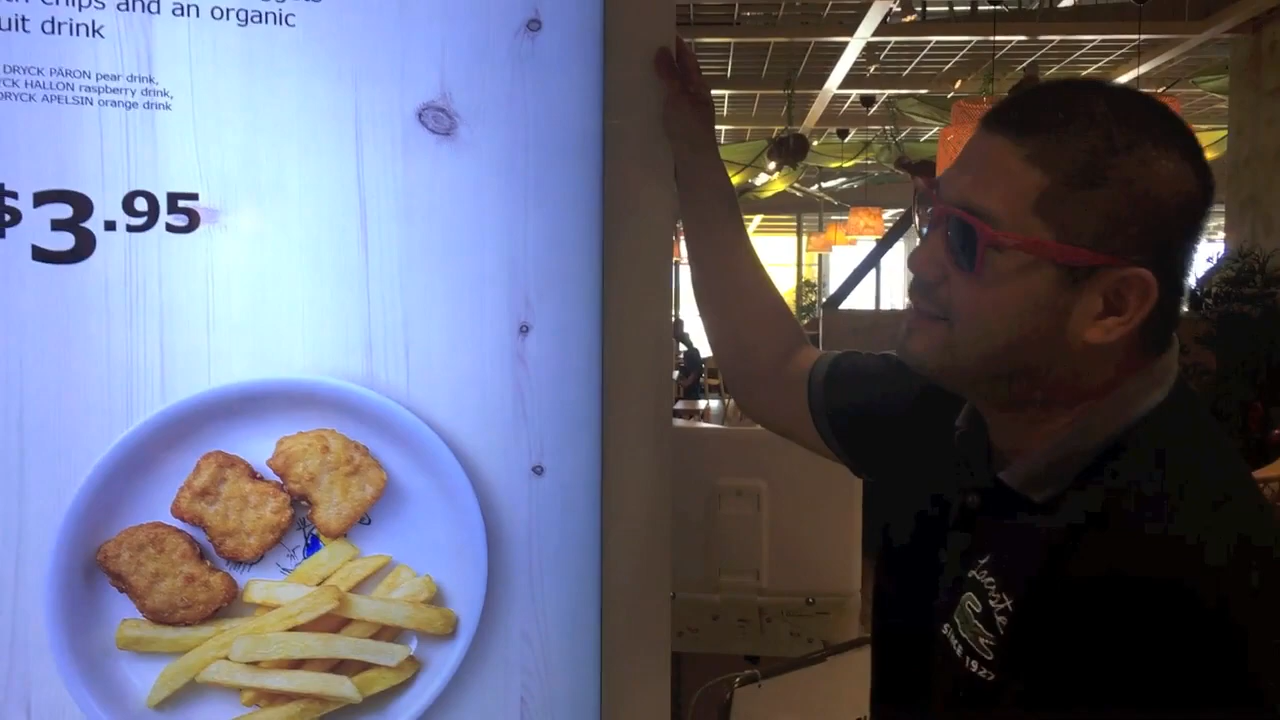 chips and an organic
uit drink
DRYCK PÄRON pear drink,
CK HALLON raspberry drink,
DRYCK APELSIN orange drink
$3.95
Lacoste
SINCE 1927